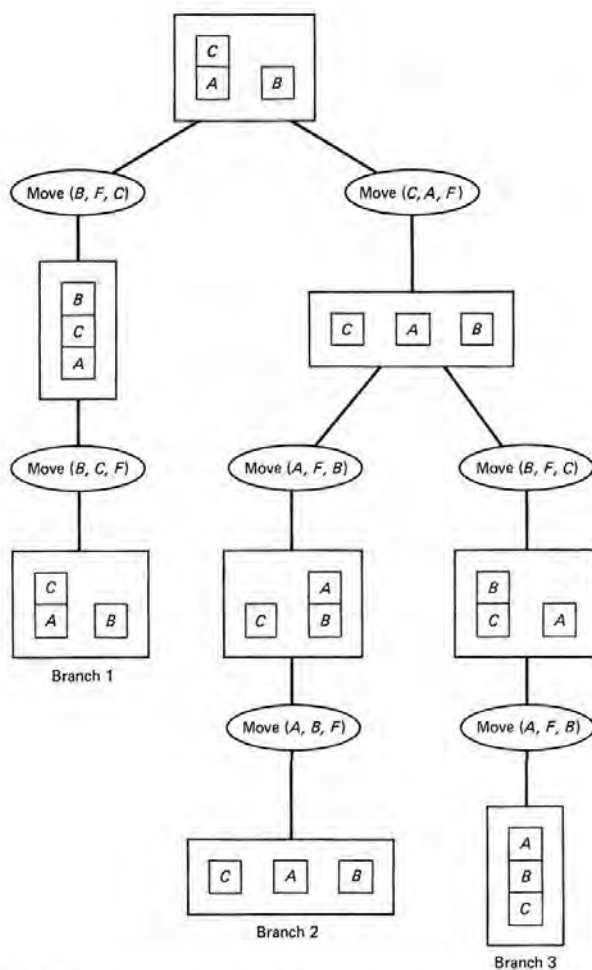 C
A B
Move (B, F, C) Move (C, A, F)
B
C
A
C A B
Move (B, C, F) Move (A, F, B) Move (B, F, C)
C
A B
A
C B
B
C A
Branch 1
Move (A, B, F) Move (A, F, B)
C A B
A
B
C
Branch 2
Branch 3